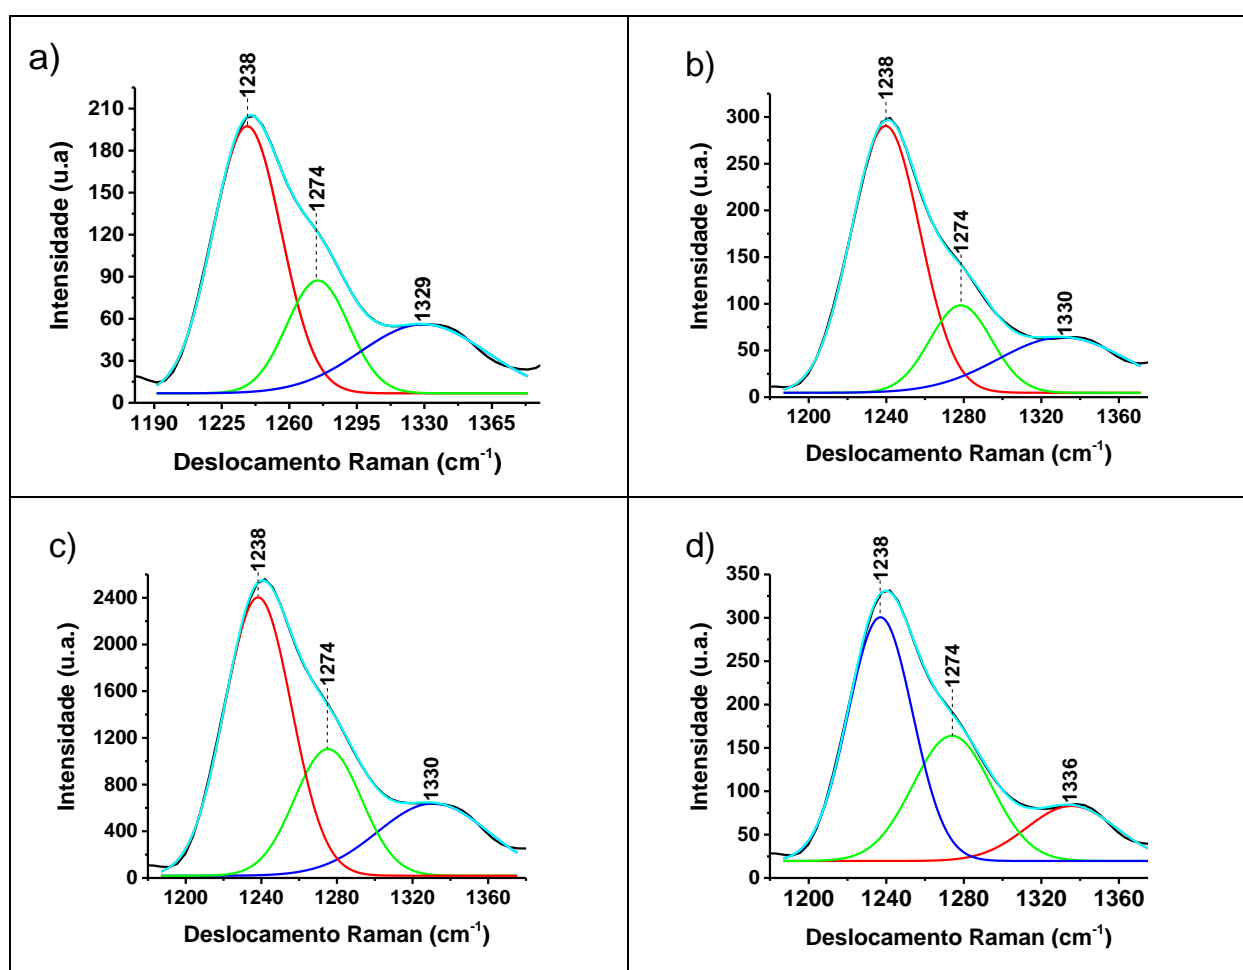 a)
1238
1274
1329
210
180
150
120
90
60
30
0
Intensidade (u.a)
1190 1225 1260 1295 1330 1365
Deslocamento Raman (cm-1)
b)
1238
1274
1330
300
250
200
150
100
50
0
Intensidade (u.a.)
1200 1240 1280 1320 1360
Deslocamento Raman (cm-1)
c)
1238
1274
1330
2400
2000
1600
1200
800
400
0
Intensidade (u.a.)
1200 1240 1280 1320 1360
Deslocamento Raman (cm-1)
d)
1238
1274
1336
350
300
250
200
150
100
50
0
Intensidade (u.a.)
1200 1240 1280 1320 1360
Deslocamento Raman (cm-1)